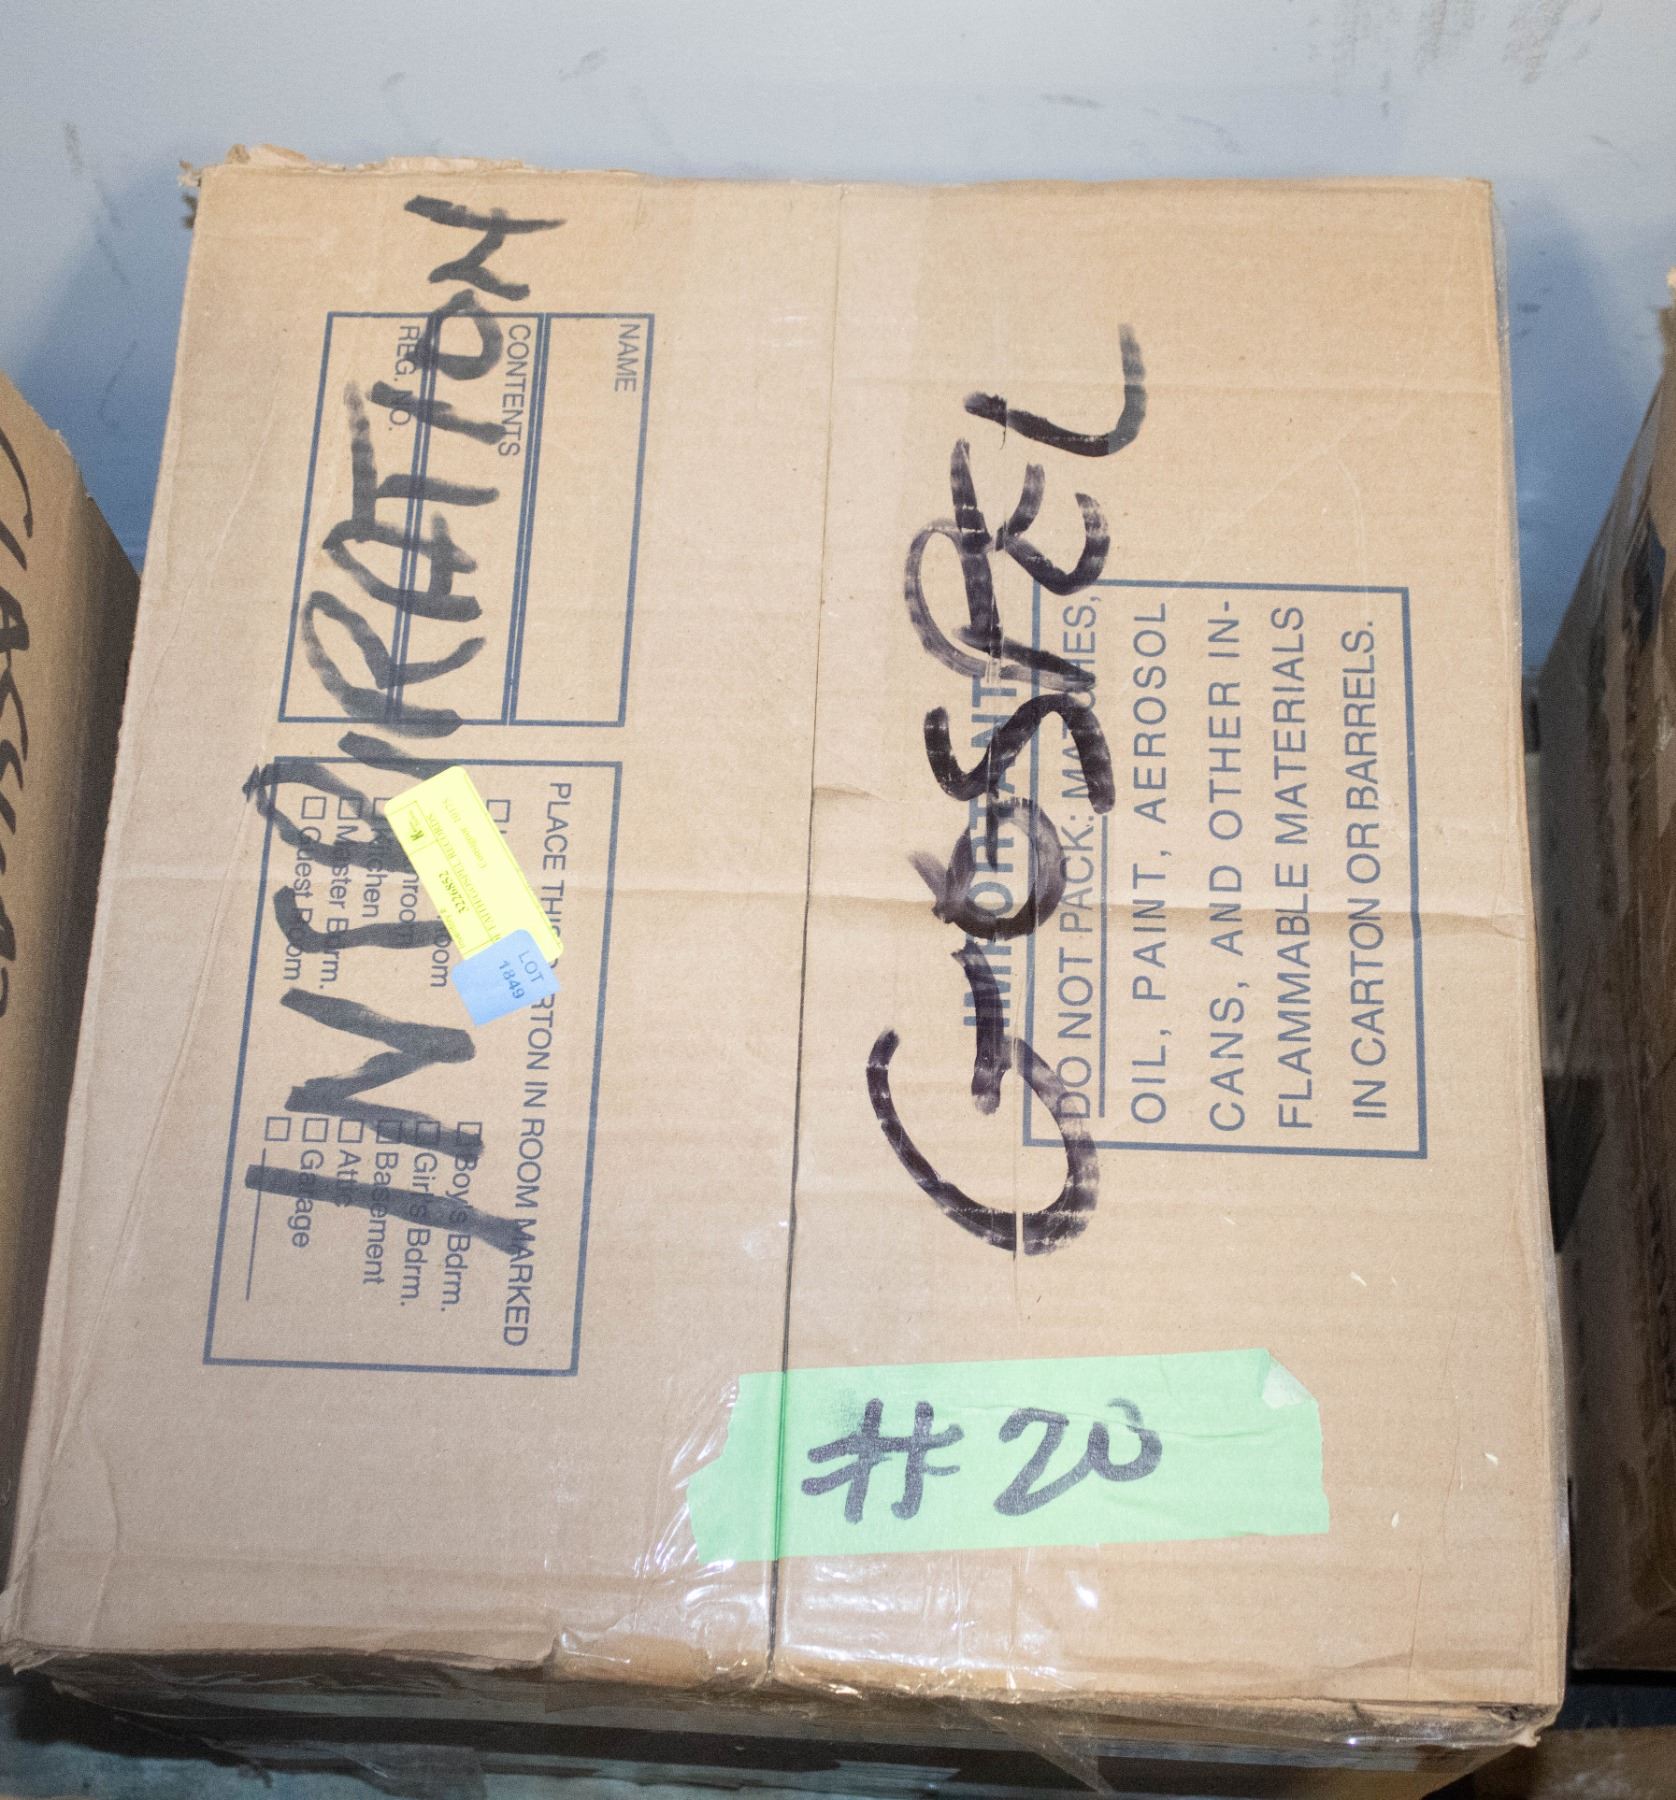 INSPIRATION
GOSPEL
#20
NAME
CONTENTS
REG. NO.
PLACE THIS CARTON IN ROOM MARKED
Kitchen
Master Bdrm.
Guest Room
Boy's Bdrm.
Girl's Bdrm.
Basement
Attic
Garage
3226852
LOT
1849
IMPORTANT
DO NOT PACK: MATCHES,
OIL, PAINT, AEROSOL
CANS, AND OTHER IN-
FLAMMABLE MATERIALS
IN CARTON OR BARRELS.
CLASSICAL